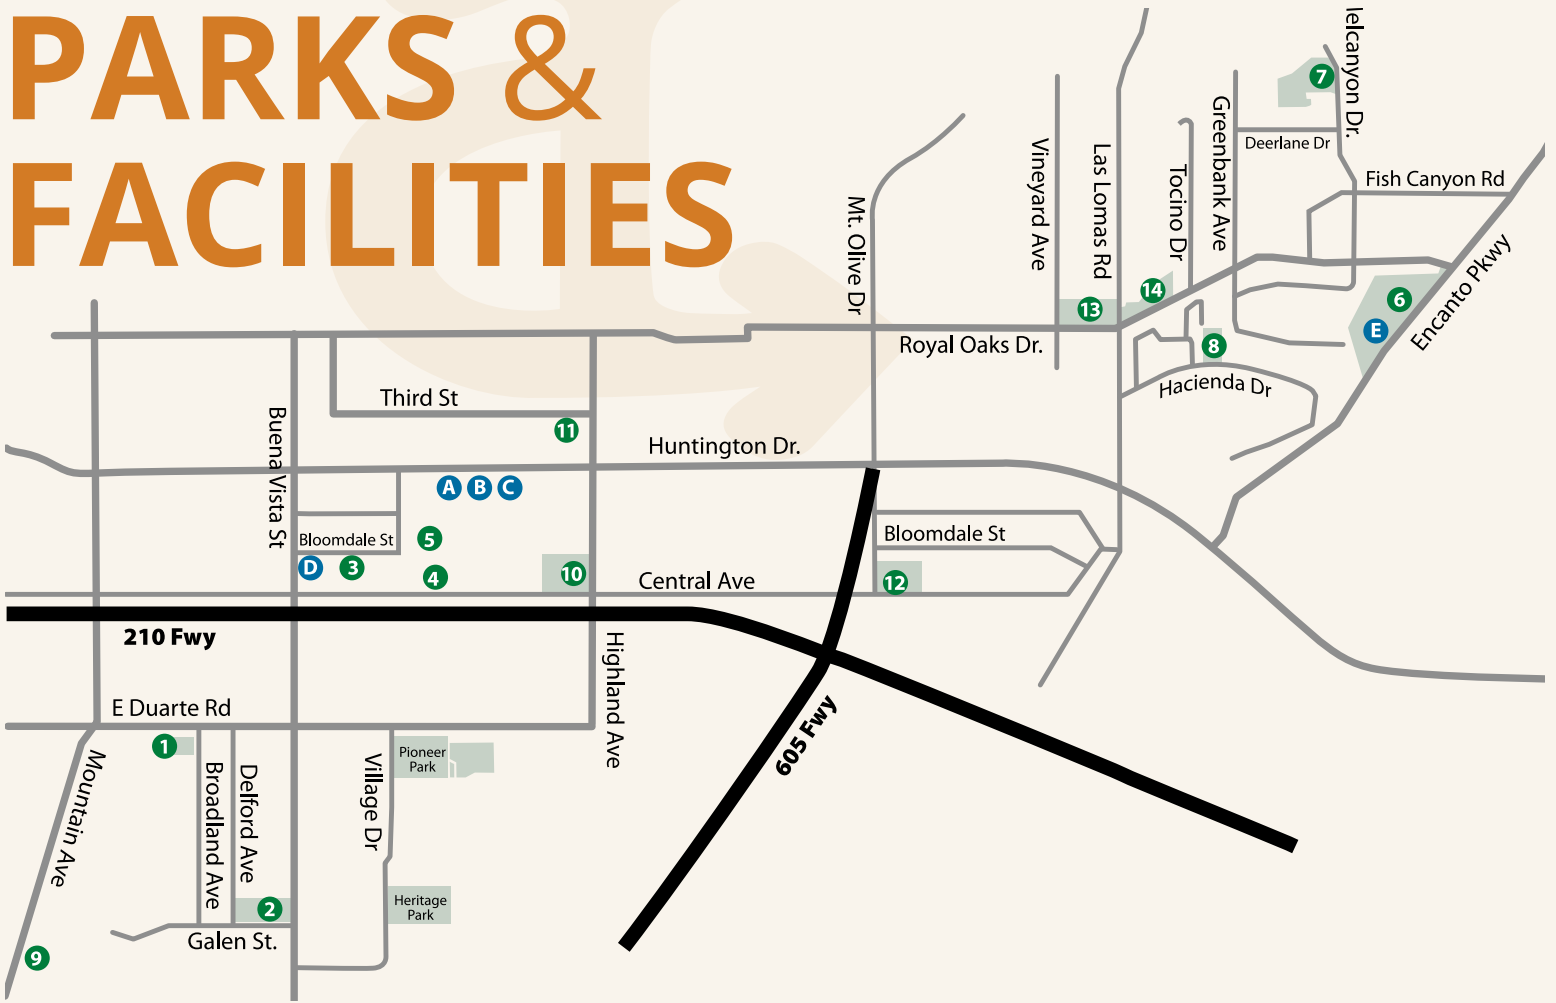 PARKS &
FACILITIES
elcanyon Dr.
7
Greenbank Ave
Deerlane Dr
Vineyard Ave
Las Lomas Rd
Tocino Dr
Fish Canyon Rd
Mt. Olive Dr
Encanto Pkwy
14
13
6
E
Royal Oaks Dr.
8
Hacienda Dr
Third St
11
Buena Vista St
Huntington Dr.
A
B
C
Bloomdale St
5
Bloomdale St
D
3
4
10
Central Ave
12
210 Fwy
Highland Ave
E Duarte Rd
605 Fwy
1
Mountain Ave
Broadland Ave
Delford Ave
Village Dr
Pioneer
Park
2
Heritage
Park
Galen St.
9